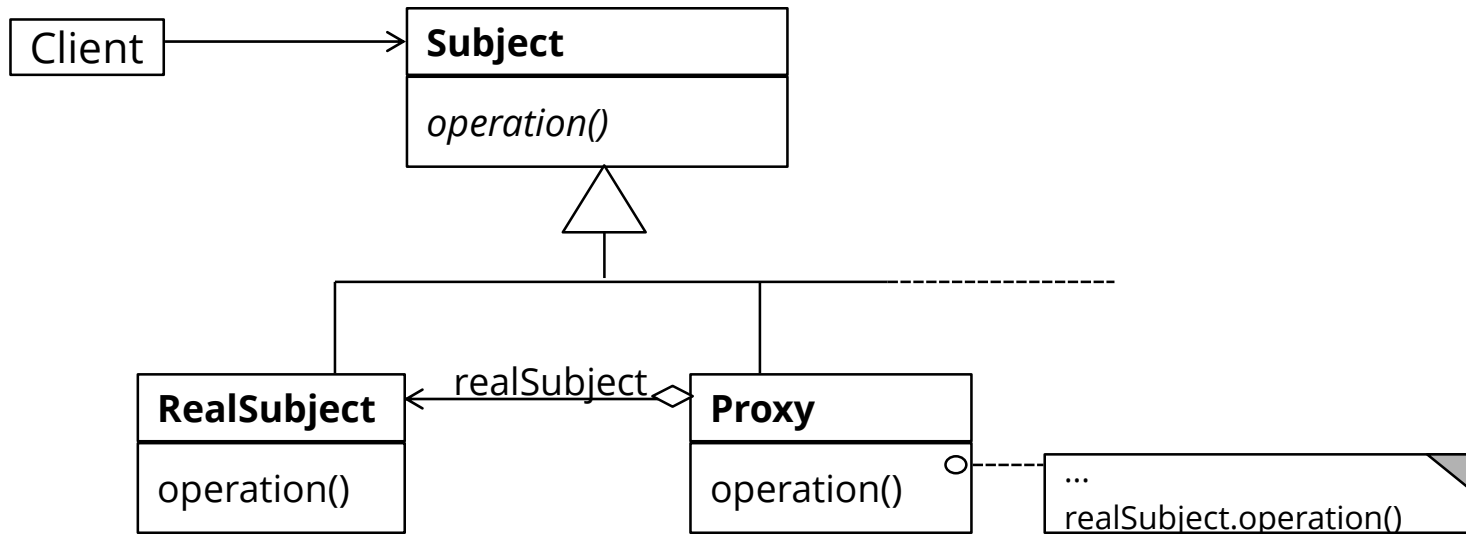 Client
Subject
operation()
realSubject
RealSubject
Proxy
operation()
operation()
...
realSubject.operation()